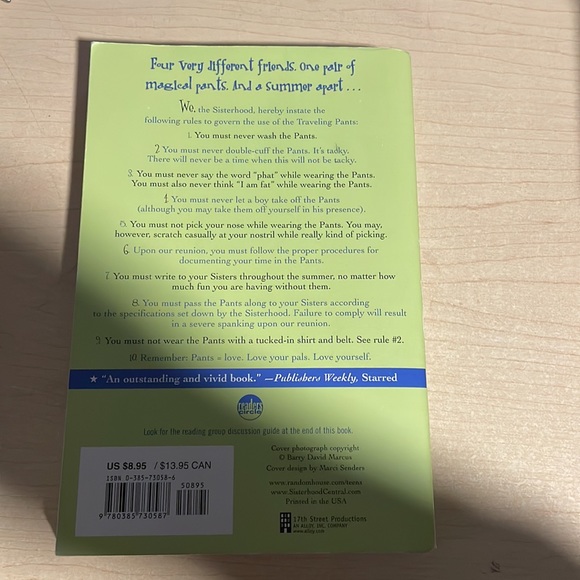 Four very different friends. One pair of
magical pants. And a summer apart . . .
We, the Sisterhood, hereby instate the
following rules to govern the use of the Traveling Pants:
1. You must never wash the Pants.
2. You must never double-cuff the Pants. It's tacky.
There will never be a time when this will not be tacky.
3. You must never say the word "phat" while wearing the Pants.
You must also never think "I am fat" while wearing the Pants.
4. You must never let a boy take off the Pants
(although you may take them off yourself in his presence).
5. You must not pick your nose while wearing the Pants. You may,
however, scratch casually at your nostril while really kind of picking.
6. Upon our reunion, you must follow the proper procedures for
documenting your time in the Pants.
7. You must write to your Sisters throughout the summer, no matter how
much fun you are having without them.
8. You must pass the Pants along to your Sisters according
to the specifications set down by the Sisterhood. Failure to comply will result
in a severe spanking upon our reunion.
9. You must not wear the Pants with a tucked-in shirt and belt. See rule #2.
10. Remember: Pants = love. Love your pals. Love yourself.
★ "An outstanding and vivid book." —Publishers Weekly, Starred
readers
circle
Look for the reading group discussion guide at the end of this book.
US $8.95 / $13.95 CAN
ISBN 0-385-73058-6
50895
9 780385 730587
Cover photograph copyright
© Barry David Marcus
Cover design by Marci Senders
www.randomhouse.com/teens
www.SisterhoodCentral.com
Printed in the USA
17th Street Productions
AN ALLOY, INC. COMPANY
www.alloy.com